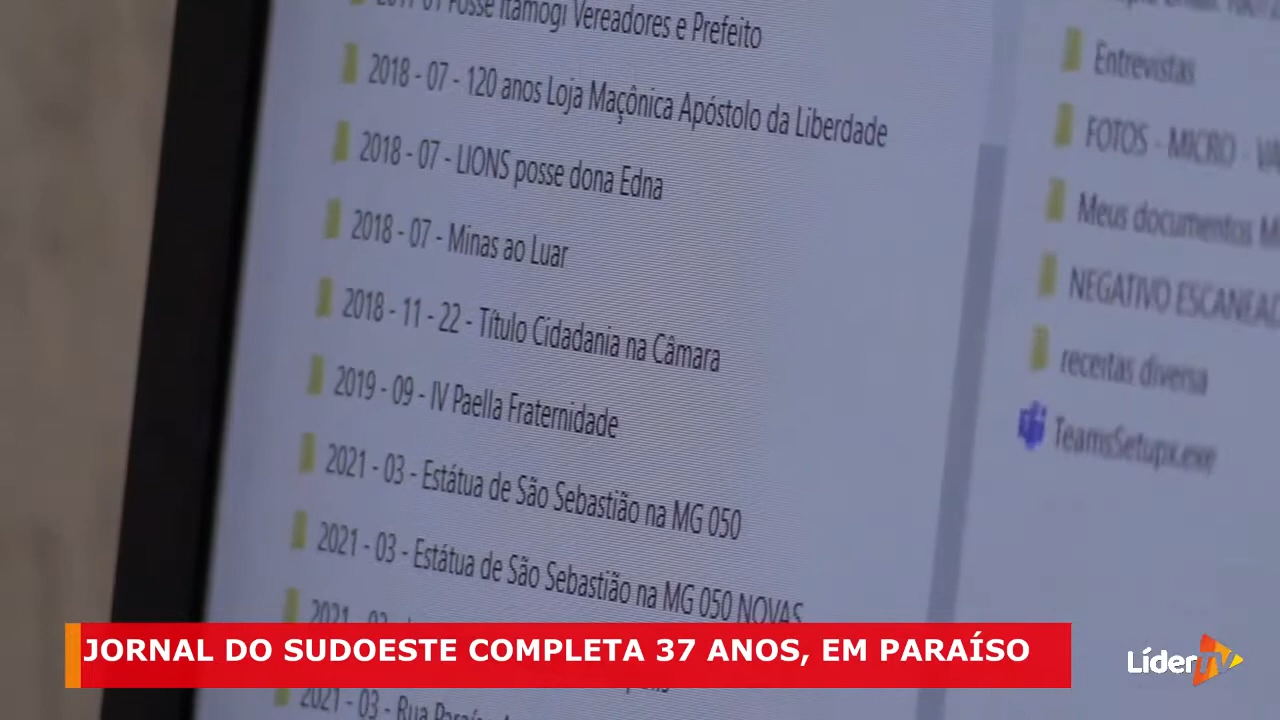 2017-01 Posse Itamogi Vereadores e Prefeito
2018 - 07 - 120 anos Loja Maçônica Apóstolo da Liberdade
2018 - 07 - LIONS posse dona Edna
2018 - 07 - Minas ao Luar
2018 - 11 - 22 - Título Cidadania na Câmara
2019 - 09 - IV Paella Fraternidade
2021 - 03 - Estátua de São Sebastião na MG 050
2021 - 03 - Estátua de São Sebastião na MG 050 NOVAS
2021 - 03 - Rua
Entrevistas
FOTOS - MICRO -
Meus documentos
NEGATIVO
receitas diversa
TeamsSetupx.exe
JORNAL DO SUDOESTE COMPLETA 37 ANOS, EM PARAÍSO
LíderTV